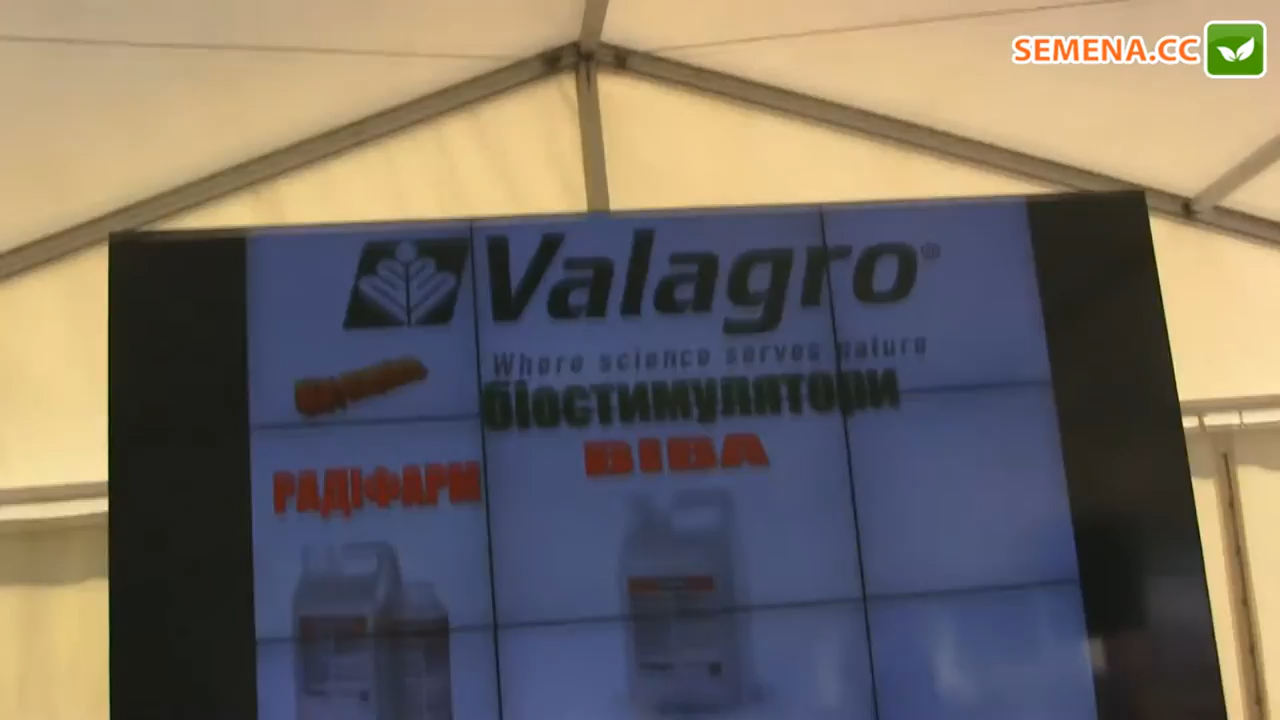 SEMENA.CC
Valagro®
Where science serves nature
біостимулятори
ВІВА
РАДІФАРМ